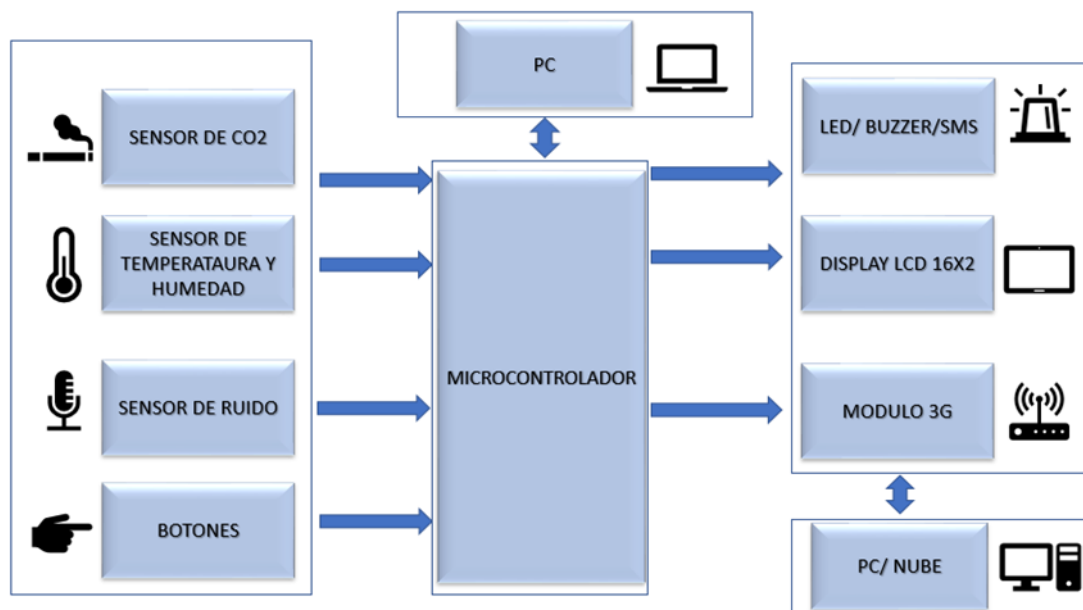 PC
SENSOR DE CO2
LED/ BUZZER/SMS
SENSOR DE
TEMPERATAURA Y
HUMEDAD
DISPLAY LCD 16X2
MICROCONTROLADOR
SENSOR DE RUIDO
MODULO 3G
BOTONES
PC/ NUBE